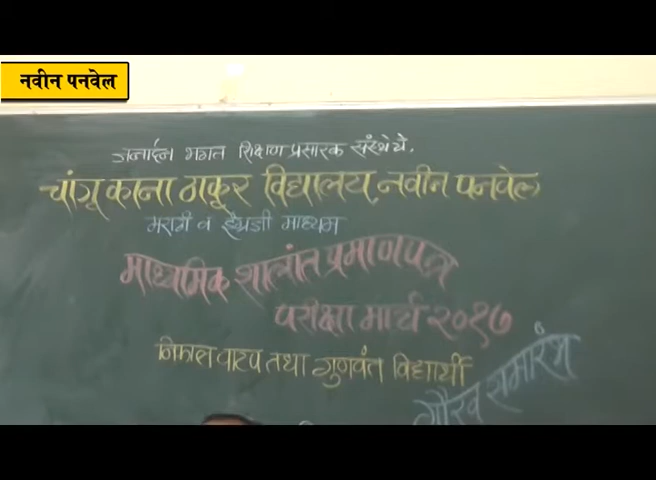 नवीन पनवेल
जनार्दन भगत शिक्षण प्रसारक संस्थेचे.
चांगू काना ठाकूर विद्यालय, नवीन पनवेल
मराठी व इंग्रजी माध्यम
माध्यमिक शालांत प्रमाणपत्र
परीक्षा मार्च २०१७
निकाल वाटप तथा गुणवंत विद्यार्थी
गौरव समारंभ